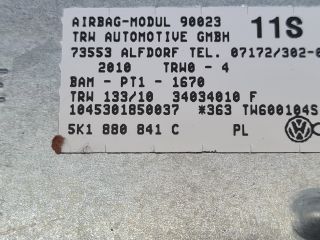 AIRBAG-MODUL 90023 11S
TRW AUTOMOTIVE GMBH
73553 ALFDORF TEL. 07172/302-0
2010 TRW0 - 4
BAM - PT1 - 1670
TRW 133/10 34034010 F
1045301850037 *363 TW600104S
5K1 880 841 C PL